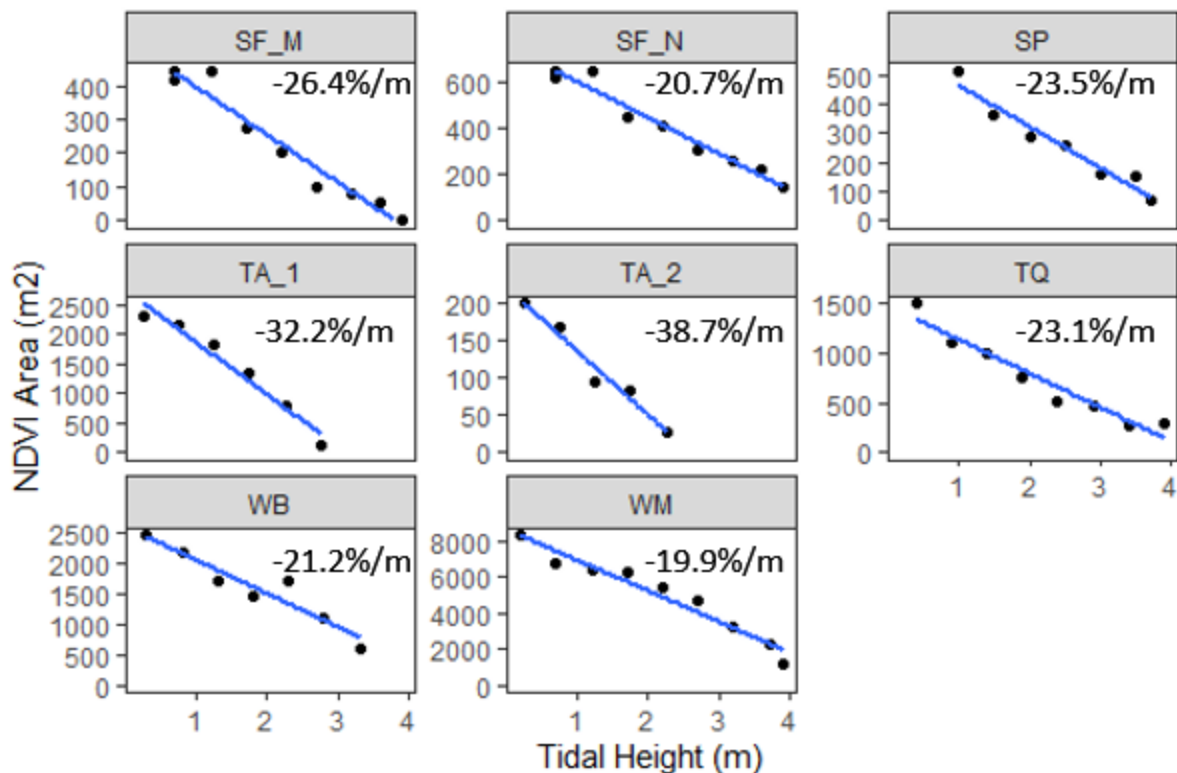 SF_M
SF_N
SP
-26.4%/m
-20.7%/m
-23.5%/m
400
300
200
100
0
600
400
200
0
500
400
300
200
100
0
TA_1
TA_2
TQ
-32.2%/m
-38.7%/m
-23.1%/m
2500
2000
1500
1000
500
0
200
150
100
50
0
1500
1000
500
0
1 2 3 4
WB
WM
-21.2%/m
-19.9%/m
2500
2000
1500
1000
500
0
8000
6000
4000
2000
0
1 2 3 4
1 2 3 4
NDVI Area (m2)
Tidal Height (m)